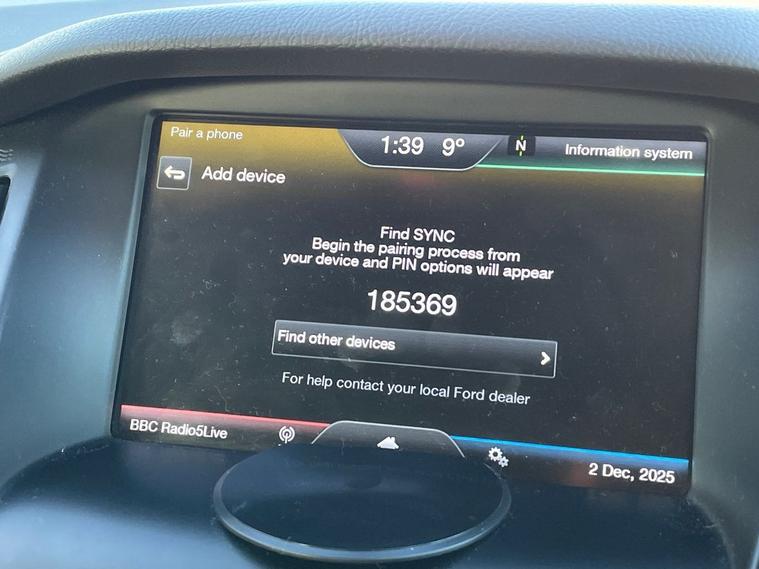 Pair a phone
1:39 9°
N
Information system
Add device
Find SYNC
Begin the pairing process from
your device and PIN options will appear
185369
Find other devices
For help contact your local Ford dealer
BBC Radio5Live
2 Dec, 2025